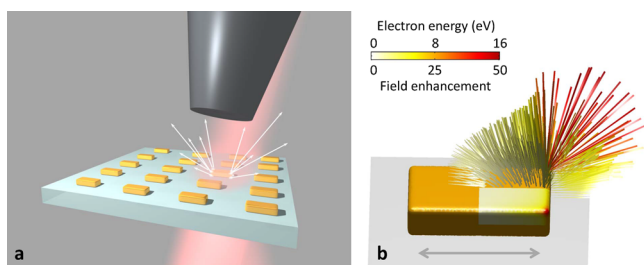 a
b
Electron energy (eV)
0 8 16
0 25 50
Field enhancement